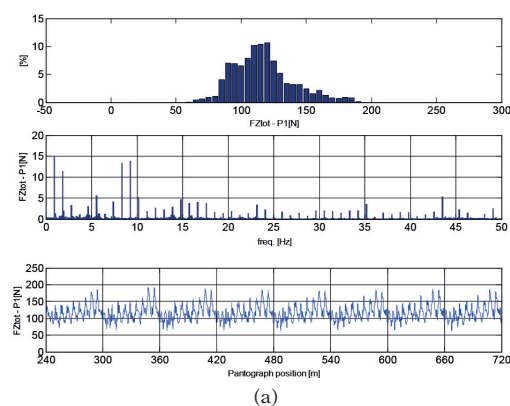 15
10
[%]
5
0
-50 0 50 100 150 200 250 300
FZtot - P1[N]
20
15
FZtot - P1[N]
10
5
0
0 5 10 15 20 25 30 35 40 45 50
freq. [Hz]
250
200
FZtot - P1[N]
150
100
50
0
240 300 360 420 480 540 600 660 720
Pantograph position [m]
(a)